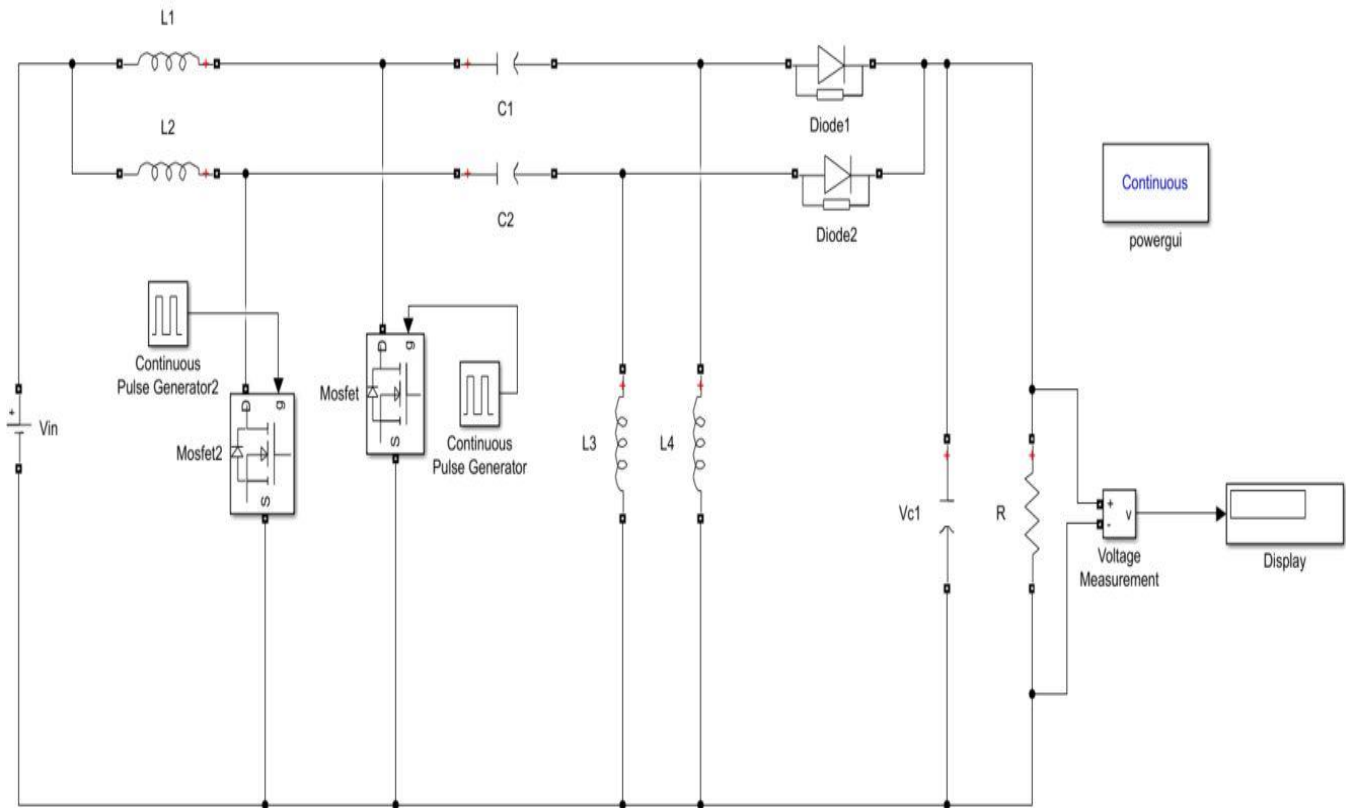 L1
L2
C1
Diode1
C2
Diode2
Continuous
powergui
Vin
Continuous
Pulse Generator2
Mosfet2
g
D
S
Mosfet
g
D
S
Continuous
Pulse Generator
L3
L4
Vc1
R
+
v
-
Voltage
Measurement
Display